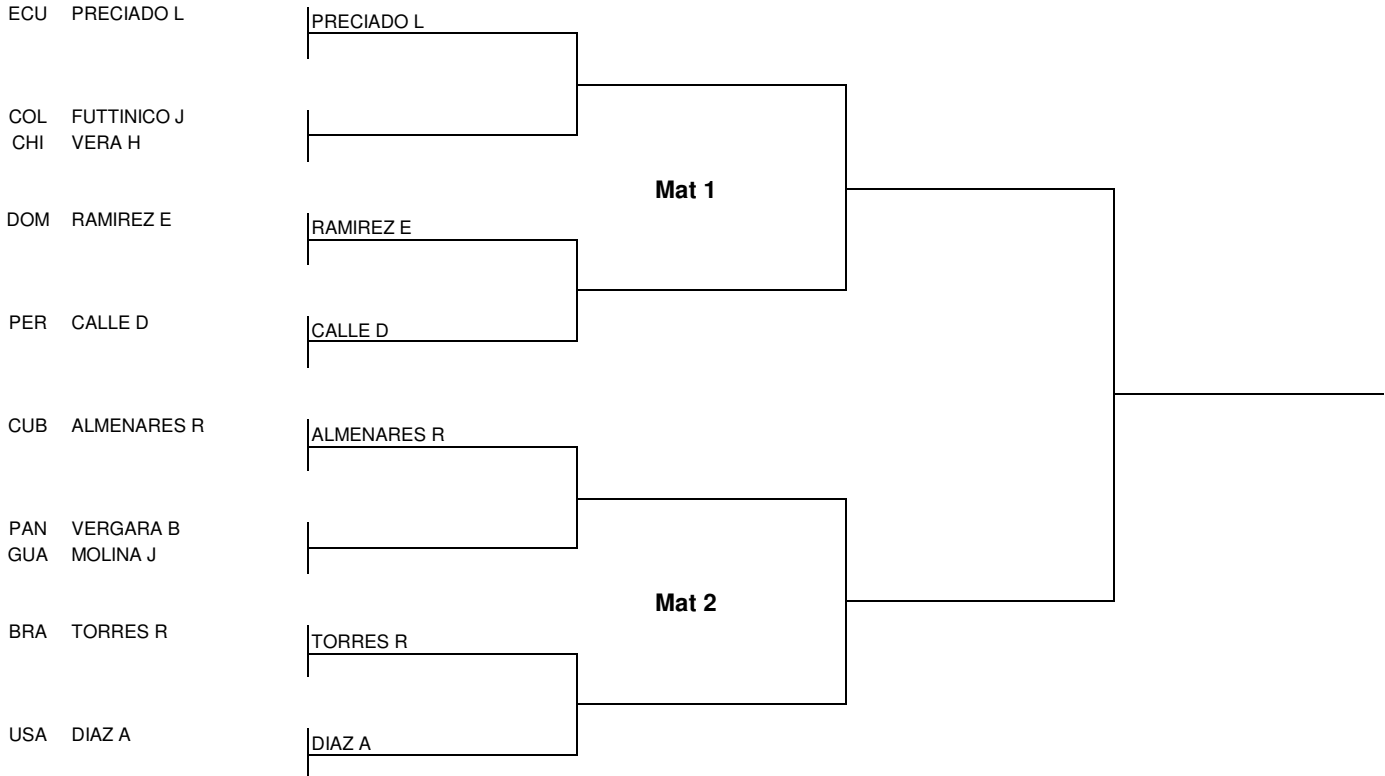 ECU PRECIADO L
PRECIADO L
COL FUTTINICO J
CHI VERA H
Mat 1
DOM RAMIREZ E
RAMIREZ E
PER CALLE D
CALLE D
CUB ALMENARES R
ALMENARES R
PAN VERGARA B
GUA MOLINA J
Mat 2
BRA TORRES R
TORRES R
USA DIAZ A
DIAZ A